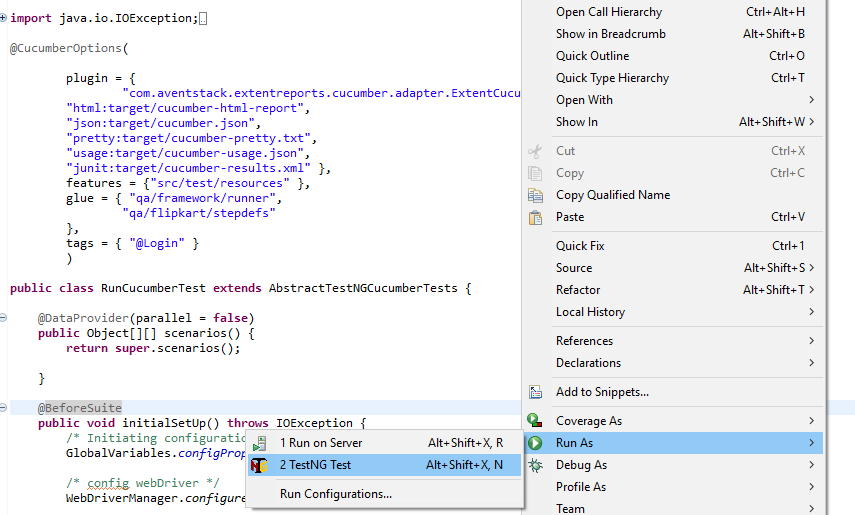 import java.io.IOException;
@CucumberOptions(
plugin = {
"com.aventstack.extentreports.cucumber.adapter.ExtentCucu
"html:target/cucumber-html-report",
"json:target/cucumber.json",
"pretty:target/cucumber-pretty.txt",
"usage:target/cucumber-usage.json",
"junit:target/cucumber-results.xml" },
features = {"src/test/resources" },
glue = { "qa/framework/runner",
"qa/flipkart/stepdefs"
},
tags = { "@Login" }
)
public class RunCucumberTest extends AbstractTestNGCucumberTests {
@DataProvider(parallel = false)
public Object[][] scenarios() {
return super.scenarios();
}
@BeforeSuite
public void initialSetUp() throws IOException {
/* Initiating configuratio
GlobalVariables.configProp
/* config webDriver */
WebDriverManager.configure
1 Run on Server Alt+Shift+X, R
2 TestNG Test Alt+Shift+X, N
Run Configurations...
Open Call Hierarchy Ctrl+Alt+H
Show in Breadcrumb Alt+Shift+B
Quick Outline Ctrl+O
Quick Type Hierarchy Ctrl+T
Open With >
Show In Alt+Shift+W >
Cut Ctrl+X
Copy Ctrl+C
Copy Qualified Name
Paste Ctrl+V
Quick Fix Ctrl+1
Source Alt+Shift+S >
Refactor Alt+Shift+T >
Local History >
References >
Declarations >
Add to Snippets...
Coverage As >
Run As >
Debug As >
Profile As >
Team >